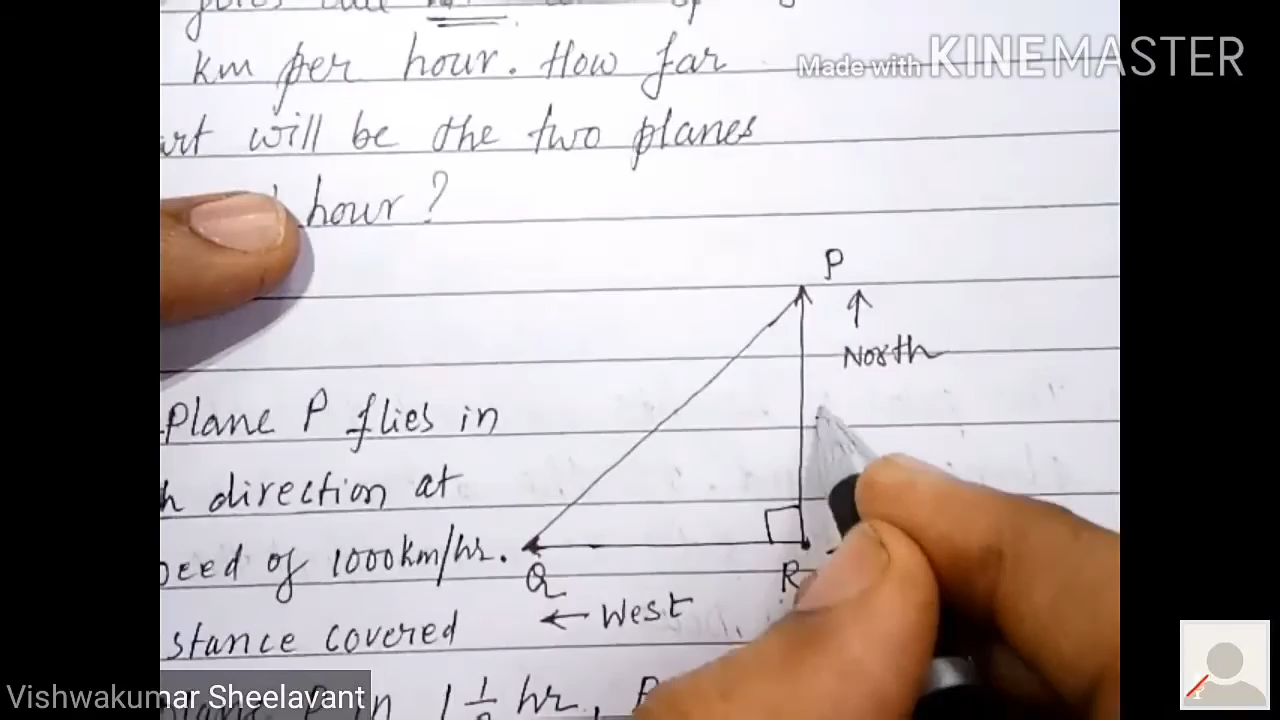 km per hour. How far
Made with KINEMASTER
will be the two planes
hour?
P
North
Plane P flies in
direction at
of 1000km/hr.
Q
R
← West
covered
Vishwakumar Sheelavant